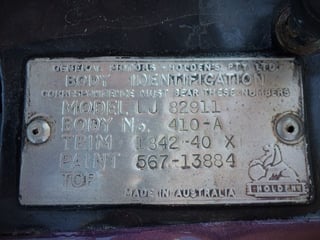 GENERAL MOTORS - HOLDEN'S PTY LTD.
BODY IDENTIFICATION
CORRESPONDENCE MUST BEAR THESE NUMBERS
MODEL LJ 82911
BODY No. 410-A
TRIM 1342-40 X
PAINT 567-13884
TOP
MADE IN AUSTRALIA
HOLDEN